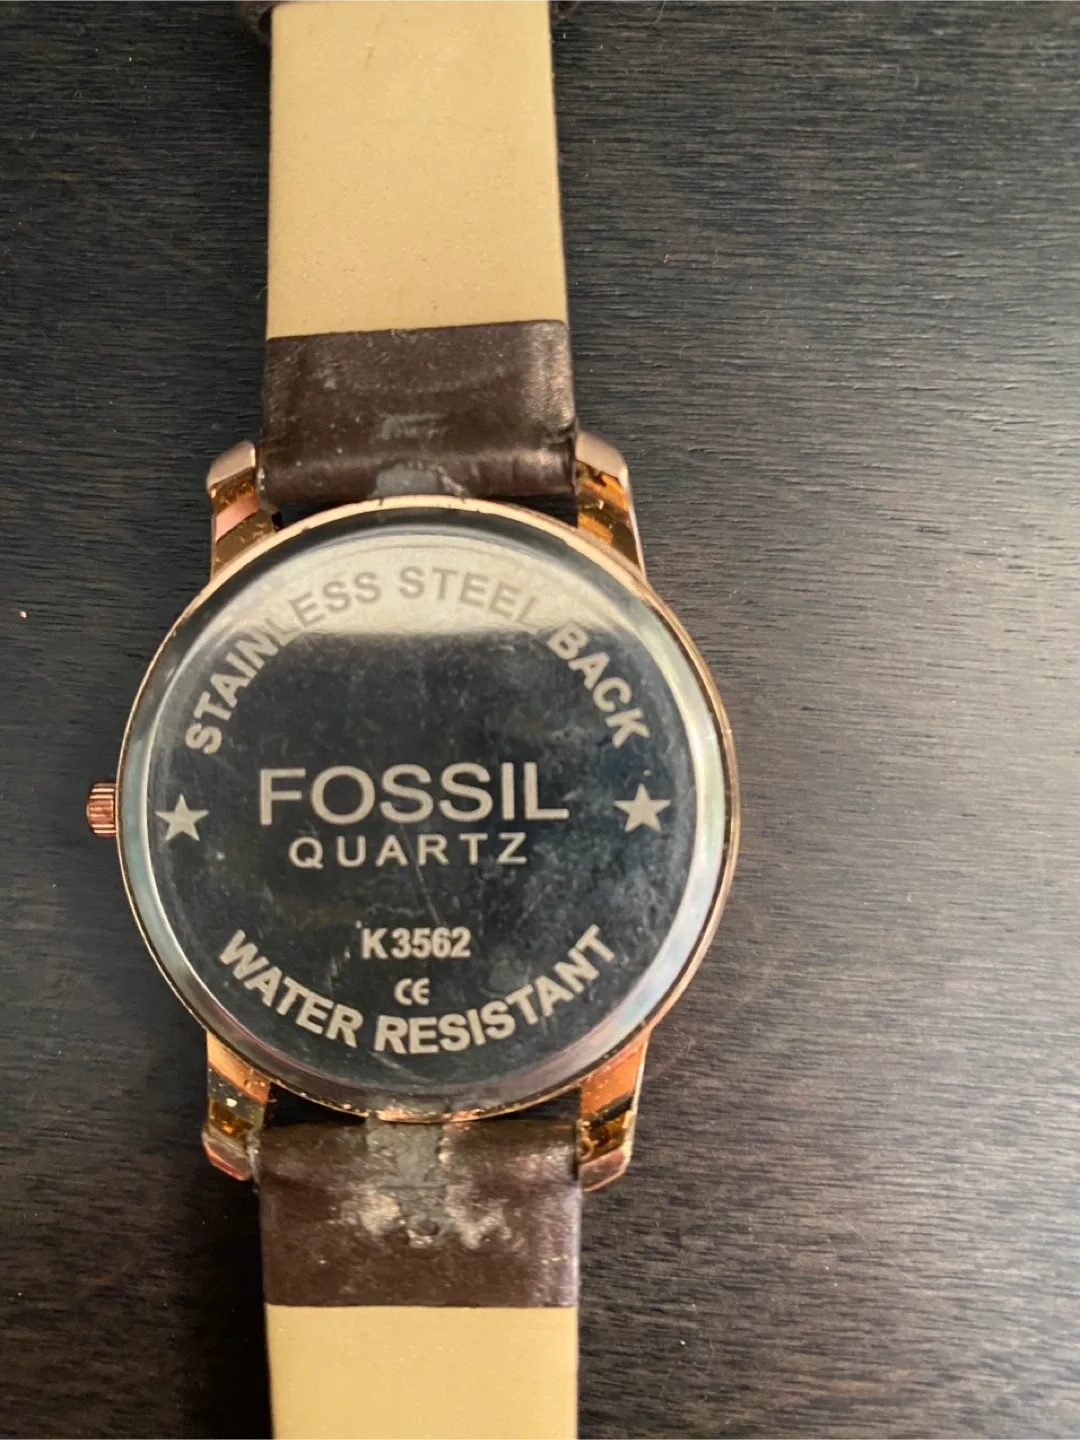 STAINLESS STEEL BACK
FOSSIL
QUARTZ
K3562
CE
WATER RESISTANT